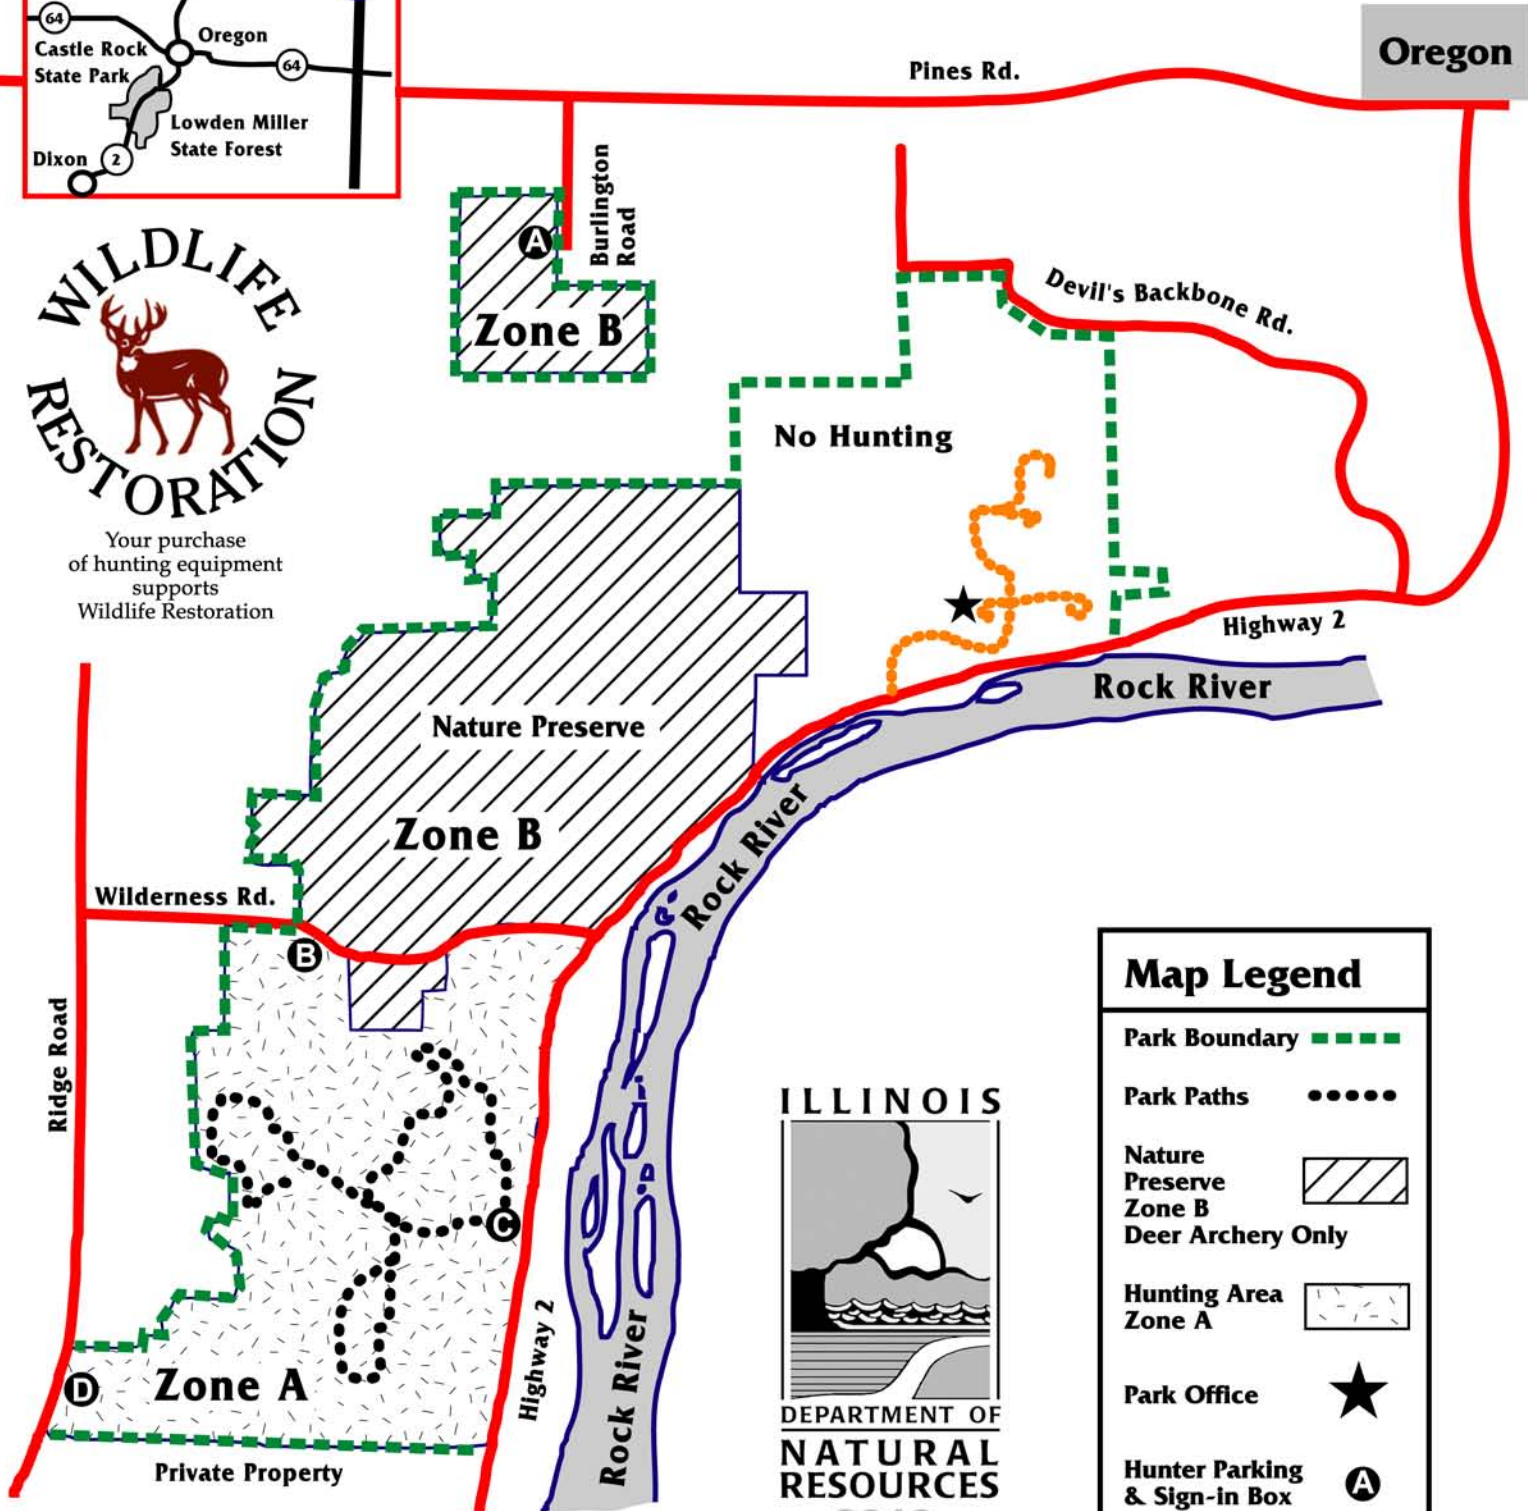 64
Castle Rock
State Park
Oregon
64
Lowden Miller
State Forest
Dixon
2
Pines Rd.
Oregon
Burlington
Road
A
Zone B
Devil's Backbone Rd.
WILDLIFE
RESTORATION
Your purchase
of hunting equipment
supports
Wildlife Restoration
No Hunting
Highway 2
Rock River
Nature Preserve
Zone B
Rock River
Wilderness Rd.
B
Ridge Road
C
D
Zone A
Highway 2
Rock River
Private Property
ILLINOIS
DEPARTMENT OF
NATURAL
RESOURCES
Map Legend
Park Boundary
Park Paths
Nature
Preserve
Zone B
Deer Archery Only
Hunting Area
Zone A
Park Office
Hunter Parking
& Sign-in Box
A